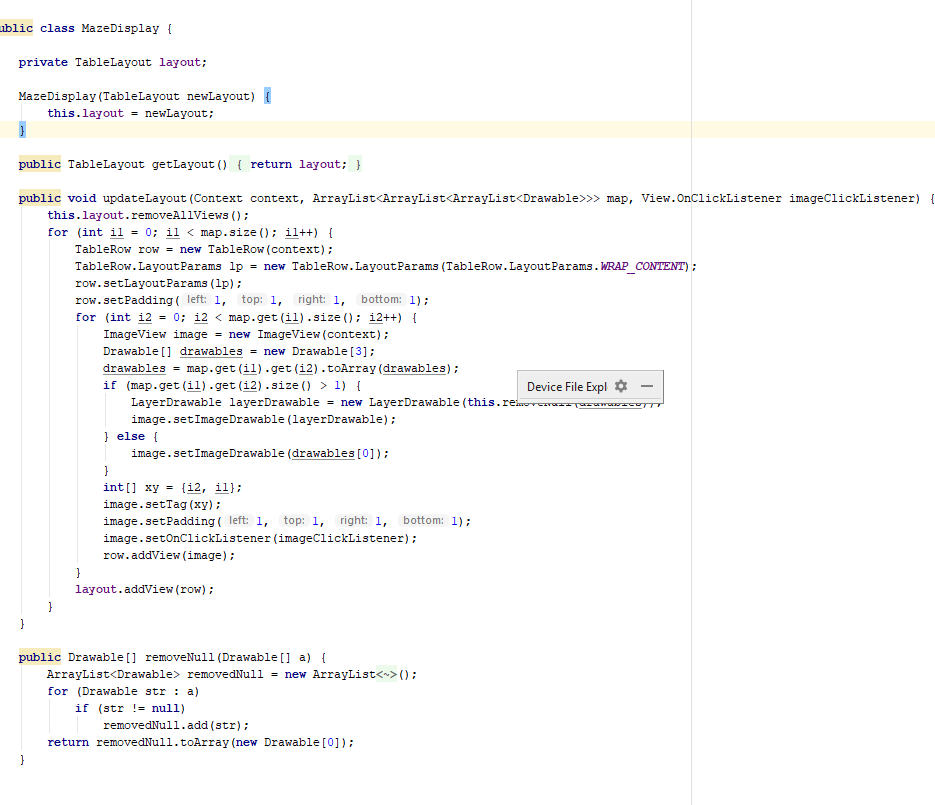 ublic class MazeDisplay {
private TableLayout layout;
MazeDisplay(TableLayout newLayout) {
this.layout = newLayout;
}
public TableLayout getLayout() { return layout; }
public void updateLayout(Context context, ArrayList<ArrayList<ArrayList<Drawable>>> map, View.OnClickListener imageClickListener) {
this.layout.removeAllViews();
for (int i1 = 0; i1 < map.size(); i1++) {
TableRow row = new TableRow(context);
TableRow.LayoutParams lp = new TableRow.LayoutParams(TableRow.LayoutParams.WRAP_CONTENT);
row.setLayoutParams(lp);
row.setPadding( left: 1, top: 1, right: 1, bottom: 1);
for (int i2 = 0; i2 < map.get(i1).size(); i2++) {
ImageView image = new ImageView(context);
Drawable[] drawables = new Drawable[3];
drawables = map.get(i1).get(i2).toArray(drawables);
if (map.get(i1).get(i2).size() > 1) {
Device File Expl
LayerDrawable layerDrawable = new LayerDrawable(this.removeNull(drawables));
image.setImageDrawable(layerDrawable);
} else {
image.setImageDrawable(drawables[0]);
}
int[] xy = {i2, i1};
image.setTag(xy);
image.setPadding( left: 1, top: 1, right: 1, bottom: 1);
image.setOnClickListener(imageClickListener);
row.addView(image);
}
layout.addView(row);
}
}
public Drawable[] removeNull(Drawable[] a) {
ArrayList<Drawable> removedNull = new ArrayList<~>();
for (Drawable str : a)
if (str != null)
removedNull.add(str);
return removedNull.toArray(new Drawable[0]);
}